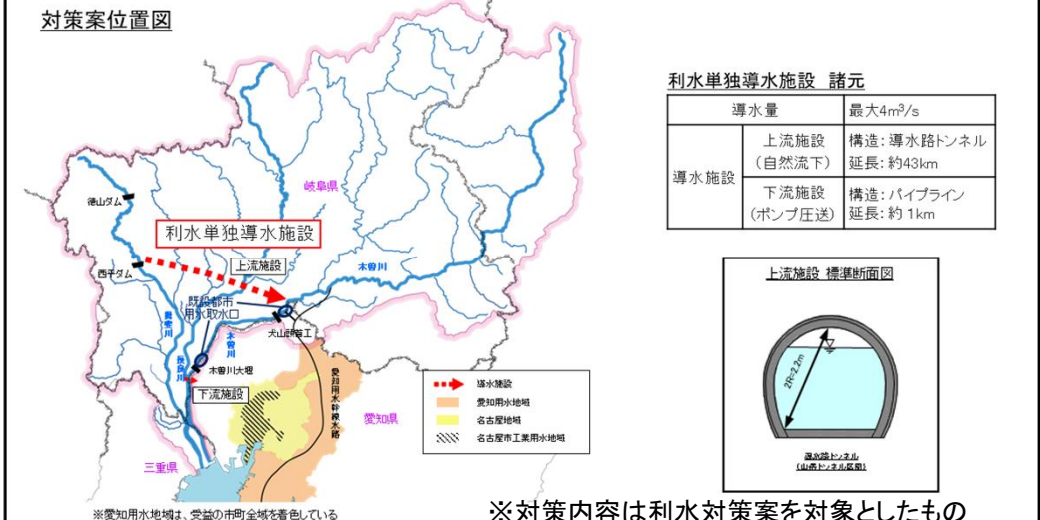 対策案位置図
徳山ダム
岐阜県
利水単独導水施設
西平ダム
上流施設
木曽川
既設都市
用水取水口
犬山頭首工
揖斐川
長良川
木曽川
木曽川大堰
下流施設
愛知用水幹線水路
愛知県
三重県
導水施設
愛知用水地域
名古屋地域
名古屋市工業用水地域
※愛知用水地域は、受益の市町全域を着色している
利水単独導水施設 諸元
導水量
最大4m³/s
導水施設
上流施設
(自然流下)
構造:導水路トンネル
延長:約43km
下流施設
(ポンプ圧送)
構造:パイプライン
延長:約1km
上流施設 標準断面図
2R=2.2m
導水路トンネル
(山岳トンネル区間)
※対策内容は利水対策案を対象としたもの